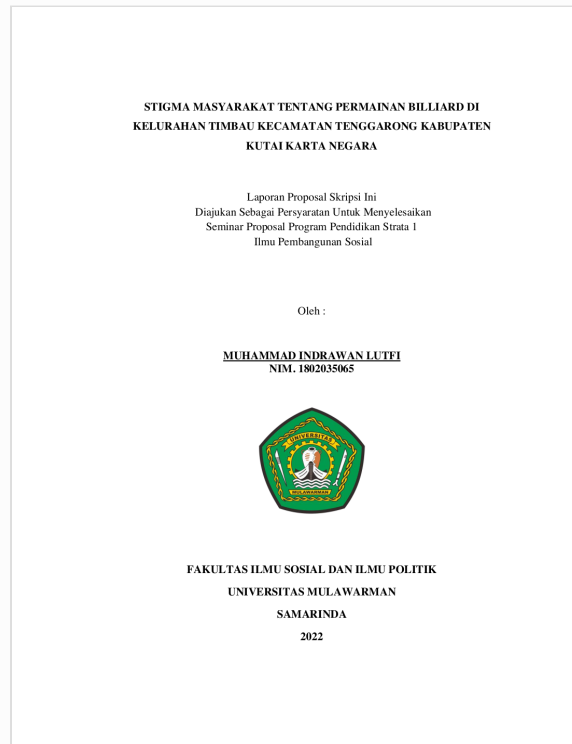 STIGMA MASYARAKAT TENTANG PERMAINAN BILLIARD DI
KELURAHAN TIMBAU KECAMATAN TENGGARONG KABUPATEN
KUTAI KARTA NEGARA
Laporan Proposal Skripsi Ini
Diajukan Sebagai Persyaratan Untuk Menyelesaikan
Seminar Proposal Program Pendidikan Strata 1
Ilmu Pembangunan Sosial
Oleh :
MUHAMMAD INDRAWAN LUTFI
NIM. 1802035065
UNIVERSITAS
MULAWARMAN
FAKULTAS ILMU SOSIAL DAN ILMU POLITIK
UNIVERSITAS MULAWARMAN
SAMARINDA
2022